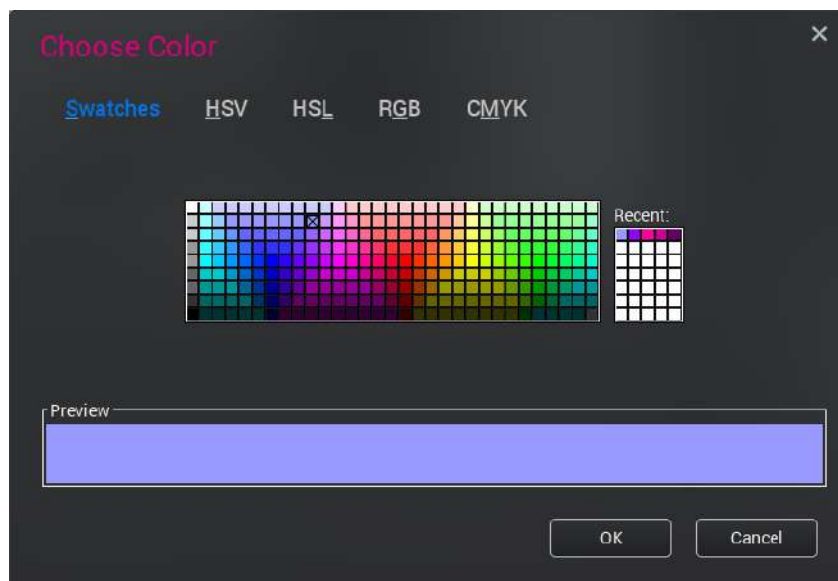 Choose Color
Swatches HSV HSL RGB CMYK
Recent:
Preview
OK Cancel